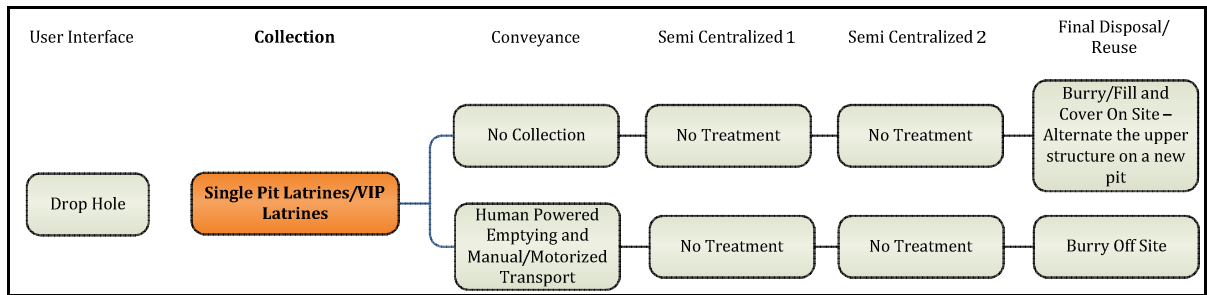 User Interface
Collection
Conveyance
Semi Centralized 1
Semi Centralized 2
Final Disposal/
Reuse
Drop Hole
Single Pit Latrines/VIP
Latrines
No Collection
No Treatment
No Treatment
Burry/Fill and
Cover On Site –
Alternate the upper
structure on a new
pit
Human Powered
Emptying and
Manual/Motorized
Transport
No Treatment
No Treatment
Burry Off Site